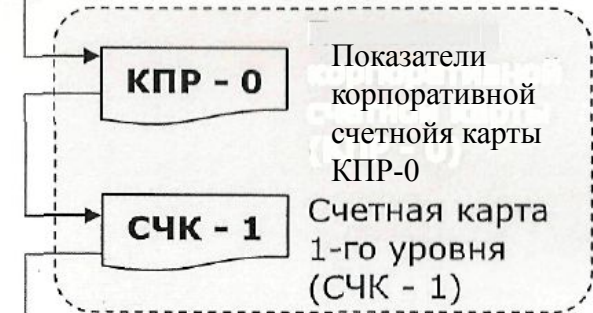 КПР - 0
Показатели
корпоративной
счетнойя карты
КПР-0
СЧК - 1
Счетная карта
1-го уровня
(СЧК - 1)